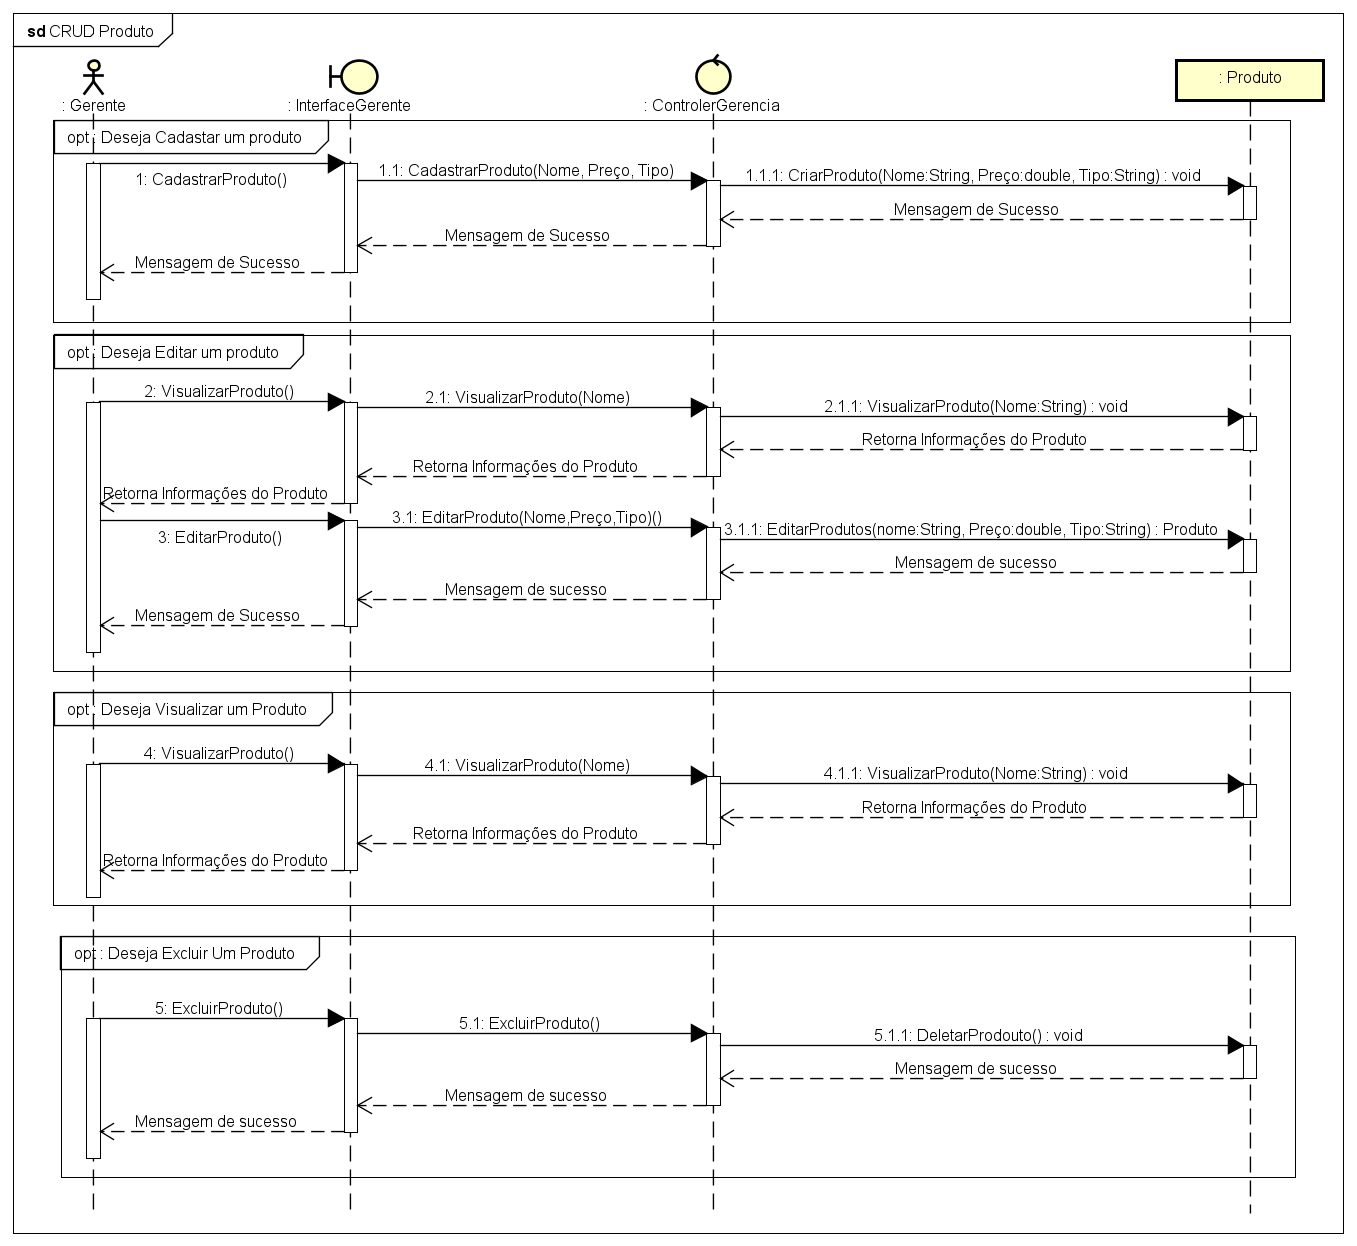 sd CRUD Produto
: Gerente
: InterfaceGerente
: ControlerGerencia
: Produto
opt : Deseja Cadastar um produto
1: CadastrarProduto()
1.1: CadastrarProduto(Nome, Preço, Tipo)
1.1.1: CriarProduto(Nome:String, Preço:double, Tipo:String) : void
Mensagem de Sucesso
Mensagem de Sucesso
Mensagem de Sucesso
opt : Deseja Editar um produto
2: VisualizarProduto()
2.1: VisualizarProduto(Nome)
2.1.1: VisualizarProduto(Nome:String) : void
Retorna Informações do Produto
Retorna Informações do Produto
Retorna Informações do Produto
3: EditarProduto()
3.1: EditarProduto(Nome,Preço,Tipo)()
3.1.1: EditarProdutos(nome:String, Preço:double, Tipo:String) : Produto
Mensagem de sucesso
Mensagem de sucesso
Mensagem de Sucesso
opt : Deseja Visualizar um Produto
4: VisualizarProduto()
4.1: VisualizarProduto(Nome)
4.1.1: VisualizarProduto(Nome:String) : void
Retorna Informações do Produto
Retorna Informações do Produto
Retorna Informações do Produto
opt : Deseja Excluir Um Produto
5: ExcluirProduto()
5.1: ExcluirProduto()
5.1.1: DeletarProdouto() : void
Mensagem de sucesso
Mensagem de sucesso
Mensagem de sucesso